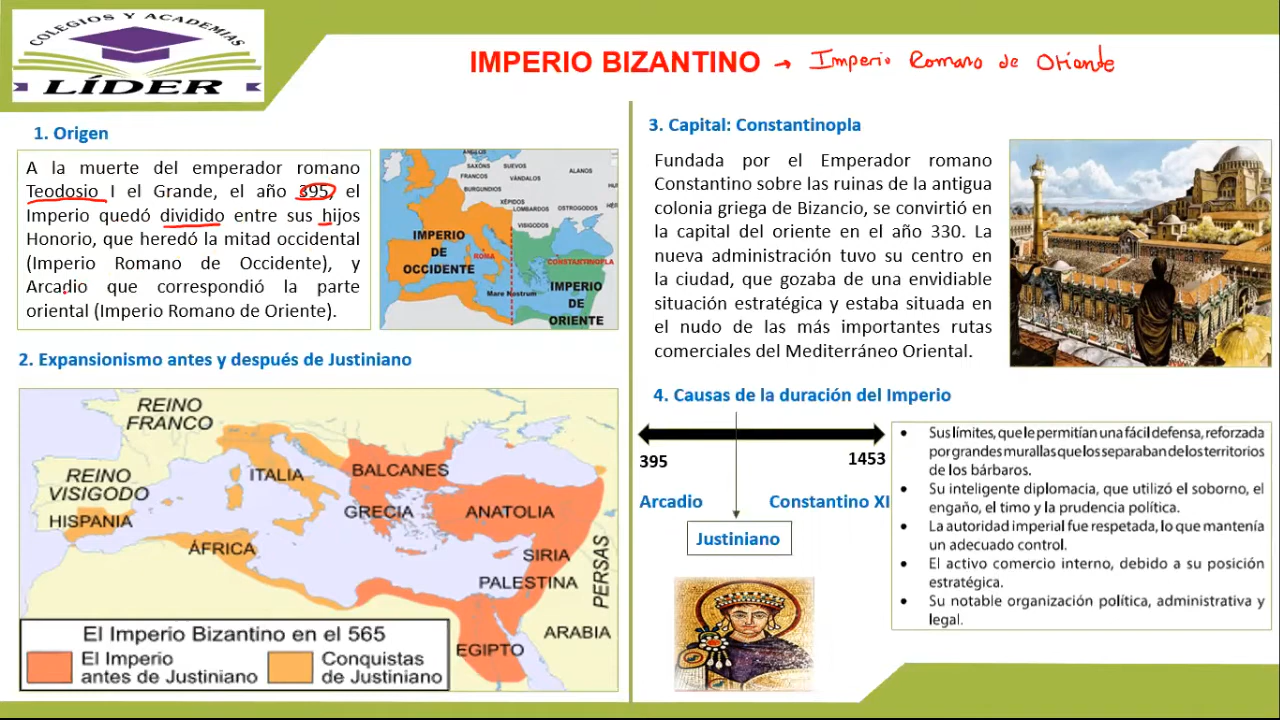 COLEGIOS Y ACADEMIAS
LÍDER
IMPERIO BIZANTINO → Imperio Romano de Oriente
1. Origen
A la muerte del emperador romano
Teodosio I el Grande, el año 395, el
Imperio quedó dividido entre sus hijos
Honorio, que heredó la mitad occidental
(Imperio Romano de Occidente), y
Arcadio que correspondió la parte
oriental (Imperio Romano de Oriente).
ANGLOS
SAXONS
SUEVOS
FRANCOS
VÁNDALOS
ALANOS
BURGUNDIOS
XÉPIDOS
LOMBARDOS
OSTROGODOS
VISIGODOS
IMPERIO
DE
OCCIDENTE
ROMA
CONSTANTINOPLA
Mare Nostrum
IMPERIO
DE
ORIENTE
2. Expansionismo antes y después de Justiniano
REINO
FRANCO
REINO
VISIGODO
HISPANIA
ITALIA
BALCANES
GRECIA
ANATOLIA
ÁFRICA
SIRIA
PALESTINA
PERSAS
ARABIA
EGIPTO
El Imperio Bizantino en el 565
El Imperio
antes de Justiniano
Conquistas
de Justiniano
3. Capital: Constantinopla
Fundada por el Emperador romano
Constantino sobre las ruinas de la antigua
colonia griega de Bizancio, se convirtió en
la capital del oriente en el año 330. La
nueva administración tuvo su centro en
la ciudad, que gozaba de una envidiable
situación estratégica y estaba situada en
el nudo de las más importantes rutas
comerciales del Mediterráneo Oriental.
4. Causas de la duración del Imperio
395
1453
Arcadio
Constantino XI
Justiniano
• Sus límites, que le permitían una fácil defensa, reforzada
por grandes murallas que los separaban de los territorios
de los bárbaros.
• Su inteligente diplomacia, que utilizó el soborno, el
engaño, el timo y la prudencia política.
• La autoridad imperial fue respetada, lo que mantenía
un adecuado control.
• El activo comercio interno, debido a su posición
estratégica.
• Su notable organización política, administrativa y
legal.